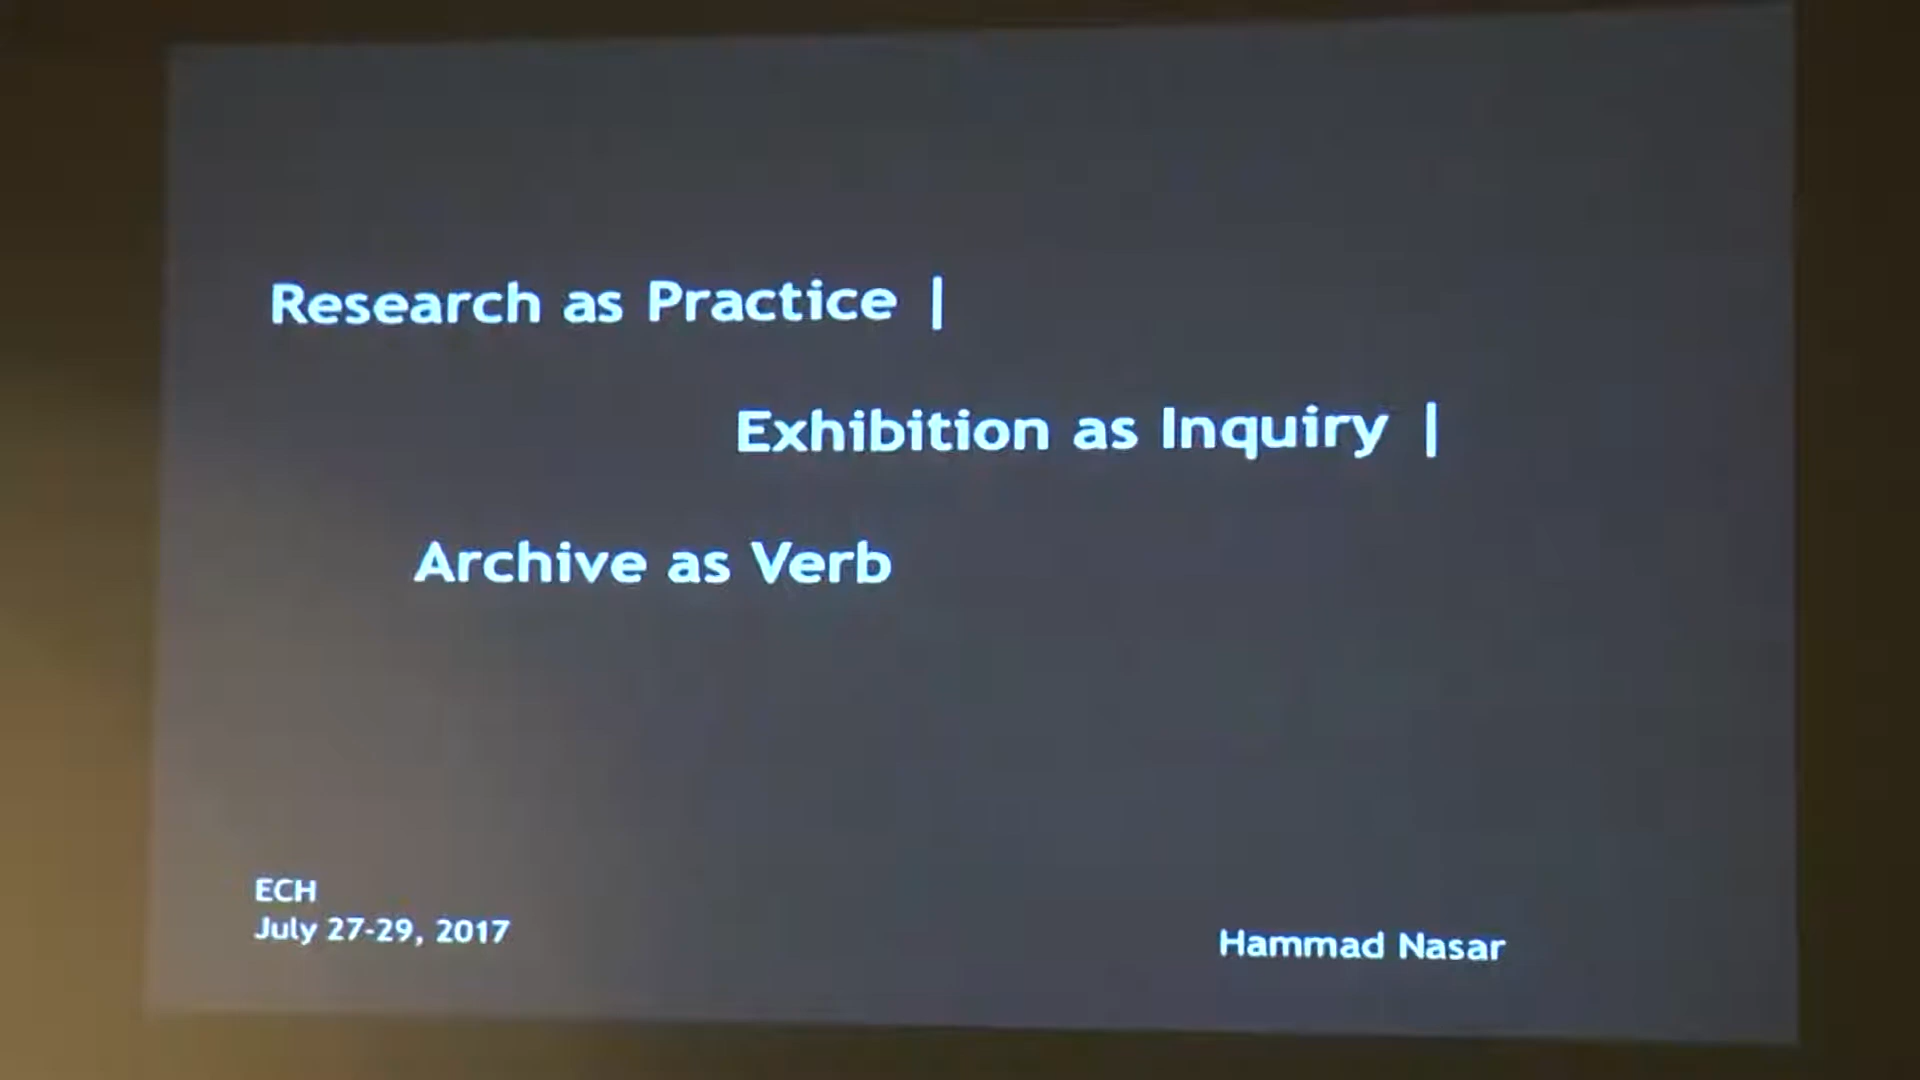 Research as Practice |
Exhibition as Inquiry |
Archive as Verb
ECH
July 27-29, 2017
Hammad Nasar